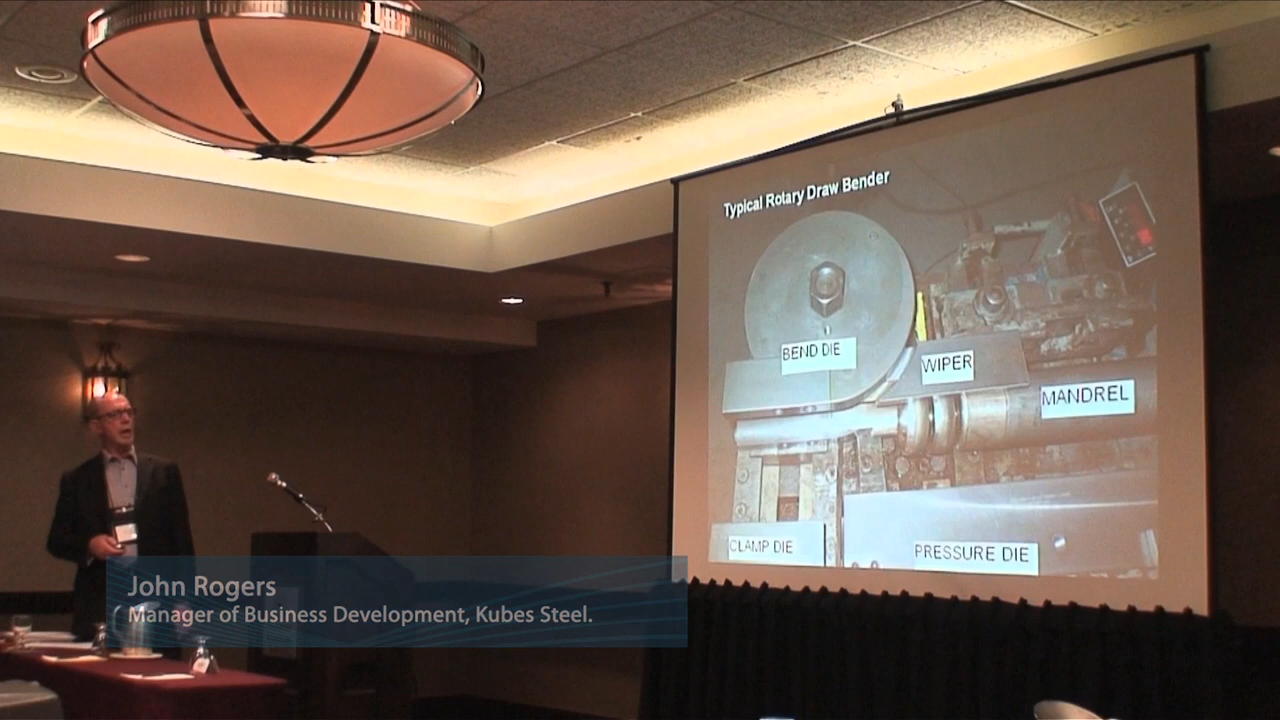 Typical Rotary Draw Bender
BEND DIE
WIPER
MANDREL
CLAMP DIE
PRESSURE DIE
John Rogers
Manager of Business Development, Kubes Steel.